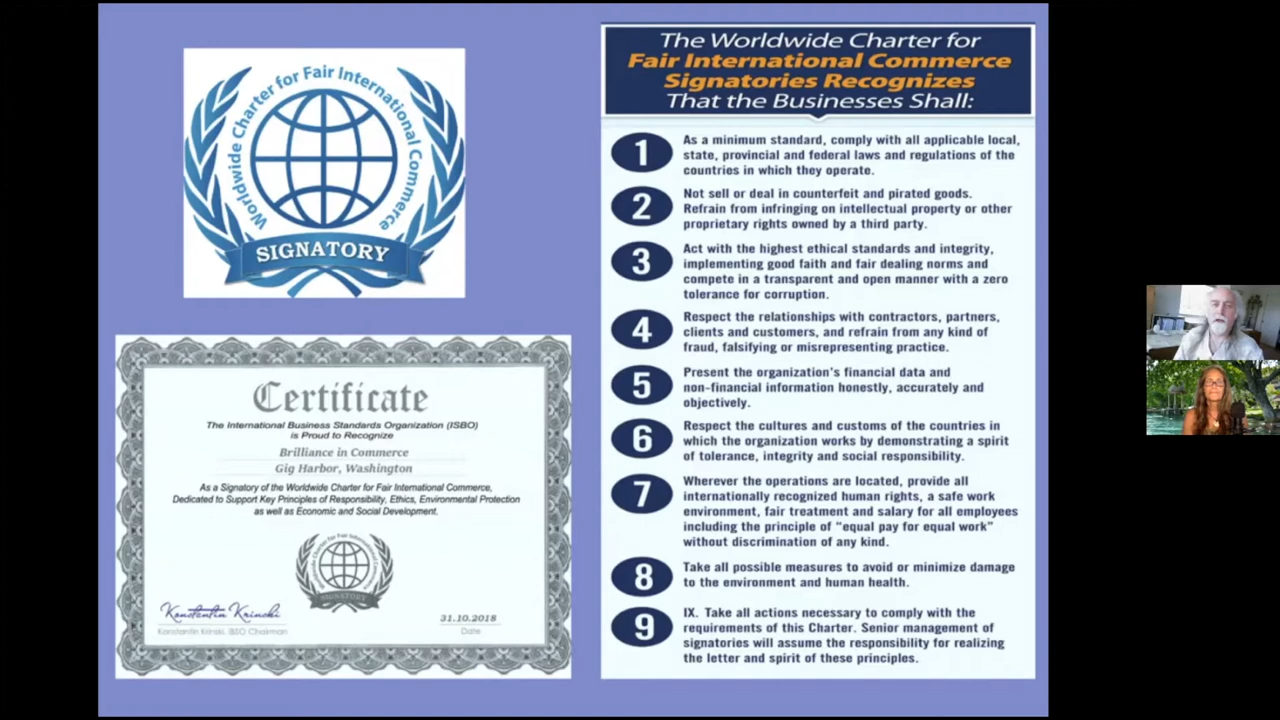 Worldwide Charter for Fair International Commerce
SIGNATORY
Certificate
The International Business Standards Organization (ISBO)
is Proud to Recognize
Brilliance in Commerce
Gig Harbor, Washington
As a Signatory of the Worldwide Charter for Fair International Commerce,
Dedicated to Support Key Principles of Responsibility, Ethics, Environmental Protection
as well as Economic and Social Development.
Worldwide Charter for Fair International Commerce
SIGNATORY
Konstantin Krinski
31.10.2018
Konstantin Krinski, IBSO Chairman
Date
The Worldwide Charter for
Fair International Commerce
Signatories Recognizes
That the Businesses Shall:
1 As a minimum standard, comply with all applicable local,
state, provincial and federal laws and regulations of the
countries in which they operate.
2 Not sell or deal in counterfeit and pirated goods.
Refrain from infringing on intellectual property or other
proprietary rights owned by a third party.
3 Act with the highest ethical standards and integrity,
implementing good faith and fair dealing norms and
compete in a transparent and open manner with a zero
tolerance for corruption.
4 Respect the relationships with contractors, partners,
clients and customers, and refrain from any kind of
fraud, falsifying or misrepresenting practice.
5 Present the organization's financial data and
non-financial information honestly, accurately and
objectively.
6 Respect the cultures and customs of the countries in
which the organization works by demonstrating a spirit
of tolerance, integrity and social responsibility.
7 Wherever the operations are located, provide all
internationally recognized human rights, a safe work
environment, fair treatment and salary for all employees
including the principle of "equal pay for equal work"
without discrimination of any kind.
8 Take all possible measures to avoid or minimize damage
to the environment and human health.
9 IX. Take all actions necessary to comply with the
requirements of this Charter. Senior management of
signatories will assume the responsibility for realizing
the letter and spirit of these principles.